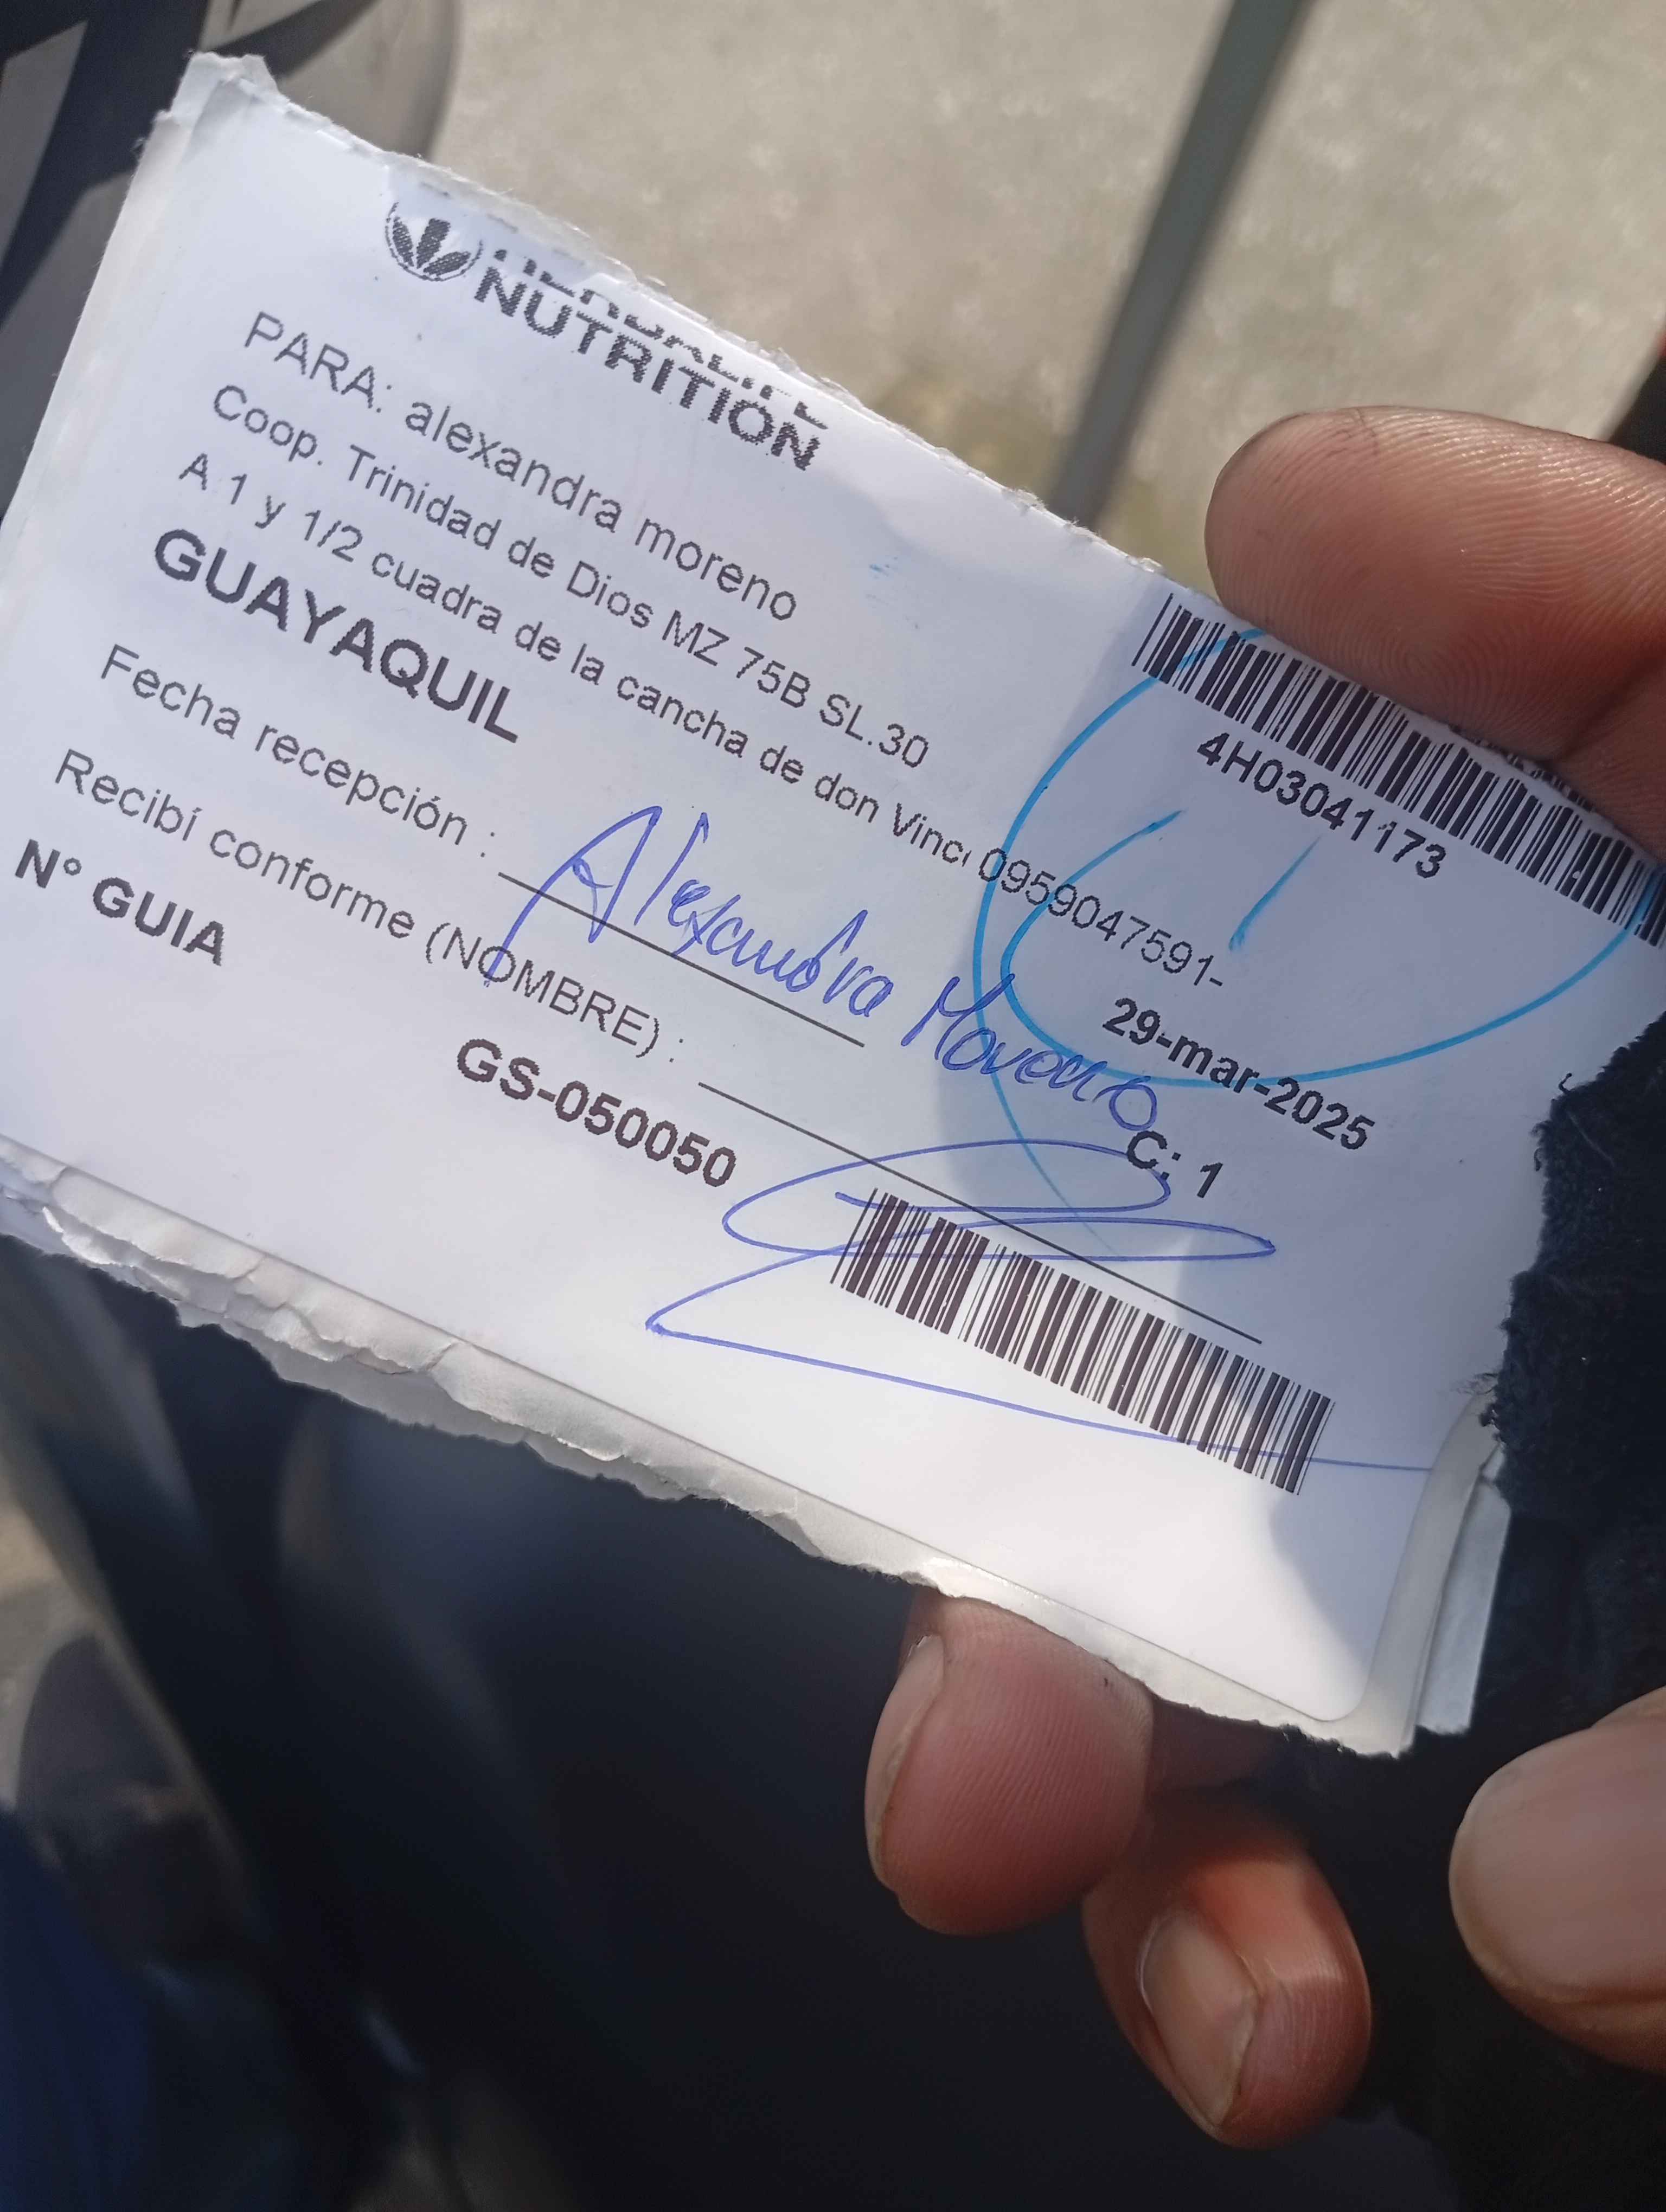 NUTRITION
PARA: alexandra moreno
Coop. Trinidad de Dios MZ 75B SL.30
A 1 y 1/2 cuadra de la cancha de don Vinc 0959047591-
GUAYAQUIL
4H03041173
29-mar-2025
Fecha recepción :
Alexandra Moreno
Recibí conforme (NOMBRE) :
C: 1
N° GUIA
GS-050050